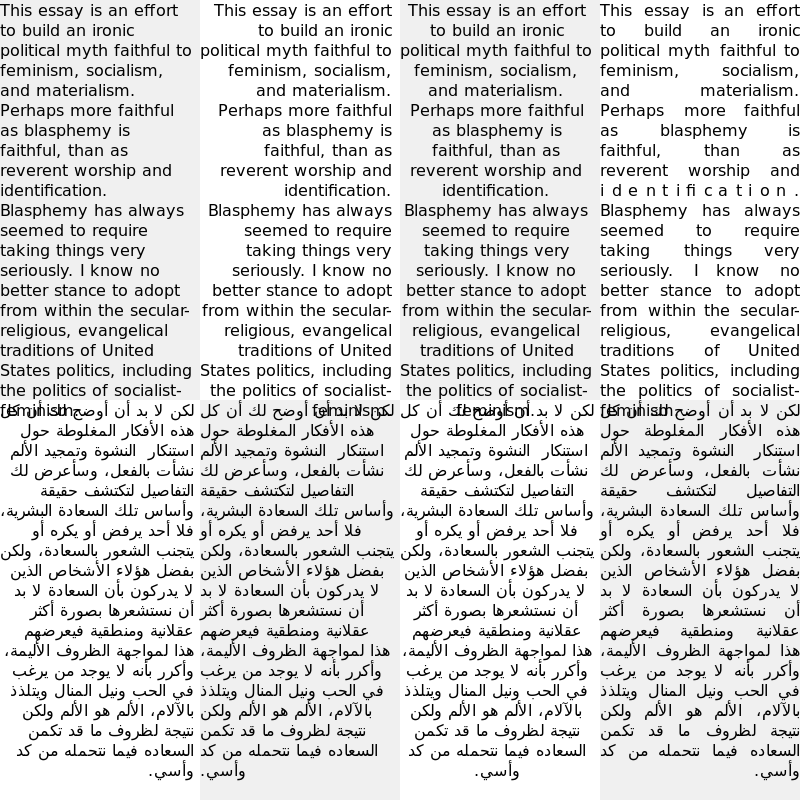 This essay is an effort
to build an ironic
political myth faithful to
feminism, socialism,
and materialism.
Perhaps more faithful
as blasphemy is
faithful, than as
reverent worship and
identification.
Blasphemy has always
seemed to require
taking things very
seriously. I know no
better stance to adopt
from within the secular-
religious, evangelical
traditions of United
States politics, including
the politics of socialist-
feminism.
This essay is an effort
to build an ironic
political myth faithful to
feminism, socialism,
and materialism.
Perhaps more faithful
as blasphemy is
faithful, than as
reverent worship and
identification.
Blasphemy has always
seemed to require
taking things very
seriously. I know no
better stance to adopt
from within the secular-
religious, evangelical
traditions of United
States politics, including
the politics of socialist-
feminism.
This essay is an effort
to build an ironic
political myth faithful to
feminism, socialism,
and materialism.
Perhaps more faithful
as blasphemy is
faithful, than as
reverent worship and
identification.
Blasphemy has always
seemed to require
taking things very
seriously. I know no
better stance to adopt
from within the secular-
religious, evangelical
traditions of United
States politics, including
the politics of socialist-
feminism.
This essay is an effort
to build an ironic
political myth faithful to
feminism, socialism,
and materialism.
Perhaps more faithful
as blasphemy is
faithful, than as
reverent worship and
identification.
Blasphemy has always
seemed to require
taking things very
seriously. I know no
better stance to adopt
from within the secular-
religious, evangelical
traditions of United
States politics, including
the politics of socialist-
feminism.
لكن لا بد أن أوضح لك أن كل
هذه الأفكار المغلوطة حول
استنكار  النشوة وتمجيد الألم
نشأت بالفعل، وسأعرض لك
التفاصيل لتكتشف حقيقة
وأساس تلك السعادة البشرية،
فلا أحد يرفض أو يكره أو
يتجنب الشعور بالسعادة، ولكن
بفضل هؤلاء الأشخاص الذين
لا يدركون بأن السعادة لا بد
أن نستشعرها بصورة أكثر
عقلانية ومنطقية فيعرضهم
هذا لمواجهة الظروف الأليمة،
وأكرر بأنه لا يوجد من يرغب
في الحب ونيل المنال ويتلذذ
بالآلام، الألم هو الألم ولكن
نتيجة لظروف ما قد تكمن
السعاده فيما نتحمله من كد
وأسي.
لكن لا بد أن أوضح لك أن كل
هذه الأفكار المغلوطة حول
استنكار  النشوة وتمجيد الألم
نشأت بالفعل، وسأعرض لك
التفاصيل لتكتشف حقيقة
وأساس تلك السعادة البشرية،
فلا أحد يرفض أو يكره أو
يتجنب الشعور بالسعادة، ولكن
بفضل هؤلاء الأشخاص الذين
لا يدركون بأن السعادة لا بد
أن نستشعرها بصورة أكثر
عقلانية ومنطقية فيعرضهم
هذا لمواجهة الظروف الأليمة،
وأكرر بأنه لا يوجد من يرغب
في الحب ونيل المنال ويتلذذ
بالآلام، الألم هو الألم ولكن
نتيجة لظروف ما قد تكمن
السعاده فيما نتحمله من كد
وأسي.
لكن لا بد أن أوضح لك أن كل
هذه الأفكار المغلوطة حول
استنكار  النشوة وتمجيد الألم
نشأت بالفعل، وسأعرض لك
التفاصيل لتكتشف حقيقة
وأساس تلك السعادة البشرية،
فلا أحد يرفض أو يكره أو
يتجنب الشعور بالسعادة، ولكن
بفضل هؤلاء الأشخاص الذين
لا يدركون بأن السعادة لا بد
أن نستشعرها بصورة أكثر
عقلانية ومنطقية فيعرضهم
هذا لمواجهة الظروف الأليمة،
وأكرر بأنه لا يوجد من يرغب
في الحب ونيل المنال ويتلذذ
بالآلام، الألم هو الألم ولكن
نتيجة لظروف ما قد تكمن
السعاده فيما نتحمله من كد
وأسي.
لكن لا بد أن أوضح لك أن كل
هذه الأفكار المغلوطة حول
استنكار  النشوة وتمجيد الألم
نشأت بالفعل، وسأعرض لك
التفاصيل لتكتشف حقيقة
وأساس تلك السعادة البشرية،
فلا أحد يرفض أو يكره أو
يتجنب الشعور بالسعادة، ولكن
بفضل هؤلاء الأشخاص الذين
لا يدركون بأن السعادة لا بد
أن نستشعرها بصورة أكثر
عقلانية ومنطقية فيعرضهم
هذا لمواجهة الظروف الأليمة،
وأكرر بأنه لا يوجد من يرغب
في الحب ونيل المنال ويتلذذ
بالآلام، الألم هو الألم ولكن
نتيجة لظروف ما قد تكمن
السعاده فيما نتحمله من كد
وأسي.